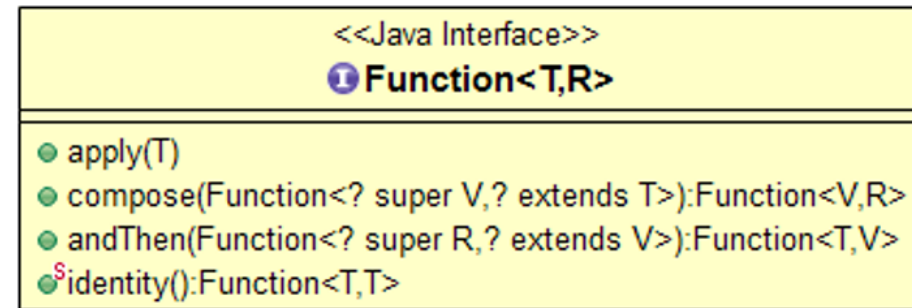 <<Java Interface>>
I Function<T,R>
apply(T)
compose(Function<? super V,? extends T>):Function<V,R>
andThen(Function<? super R,? extends V>):Function<T,V>
S identity():Function<T,T>